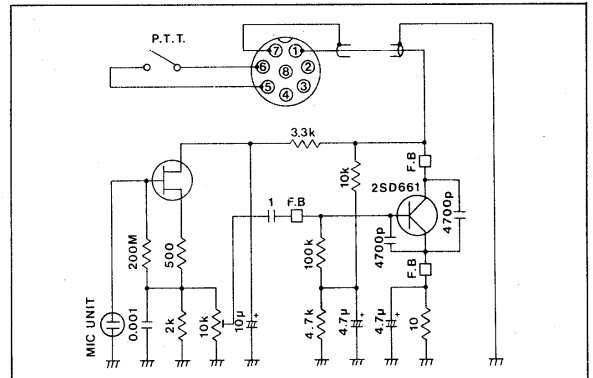 P.T.T.
7 1
6 8 2
5 4 3
3.3k
10k
F.B
2SD661
1 F.B
4700p
4700p
200M
500
100k
F.B
MIC UNIT
0.001
2k
10k
10μ +
4.7k
4.7μ +
4.7μ +
10